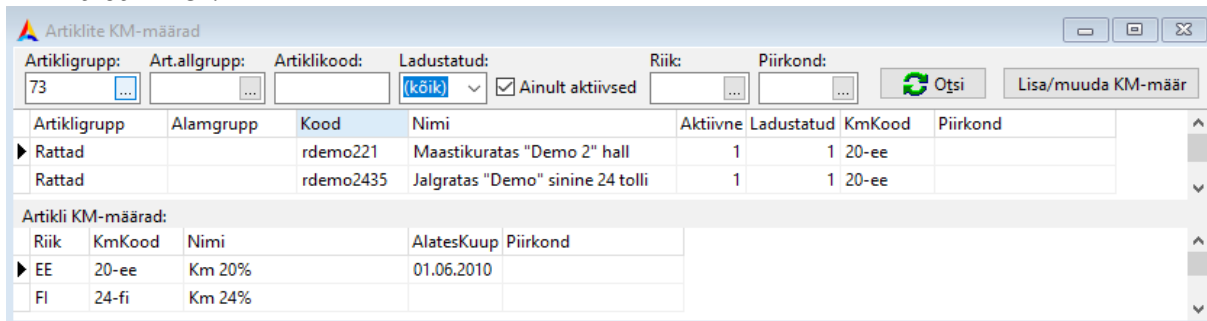 Artiklite KM-määrad
Artikligrupp: Art.allgrupp: Artiklikood: Ladustatud: Riik: Piirkond:
73 ... ... (kõik) Ainult aktiivsed ... ... Otsi Lisa/muuda KM-määr
Artikligrupp Alamgrupp Kood Nimi Aktiivne Ladustatud KmKood Piirkond
Rattad rdemo221 Maastikuratas "Demo 2" hall 1 1 20-ee
Rattad rdemo2435 Jalgratas "Demo" sinine 24 tolli 1 1 20-ee
Artikli KM-määrad:
Riik KmKood Nimi AlatesKuup Piirkond
EE 20-ee Km 20% 01.06.2010
FI 24-fi Km 24%